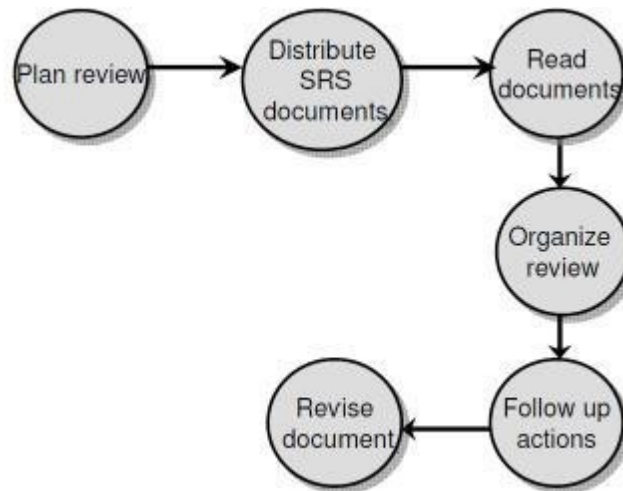 Plan review
Distribute
SRS
documents
Read
documents
Organize
review
Follow up
actions
Revise
document